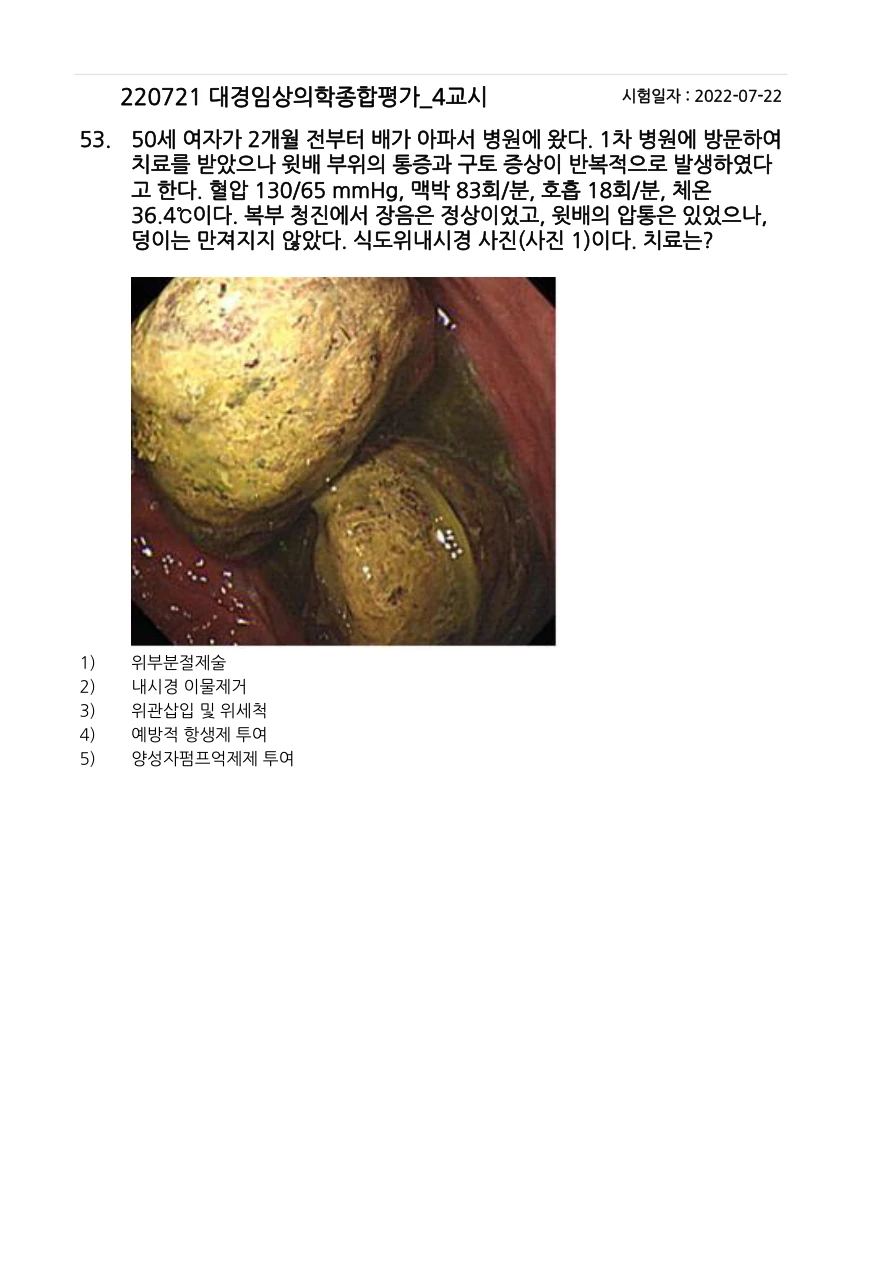 220721 대경임상의학종합평가_4교시
시험일자 : 2022-07-22
53. 50세 여자가 2개월 전부터 배가 아파서 병원에 왔다. 1차 병원에 방문하여
치료를 받았으나 윗배 부위의 통증과 구토 증상이 반복적으로 발생하였다
고 한다. 혈압 130/65 mmHg, 맥박 83회/분, 호흡 18회/분, 체온
36.4℃이다. 복부 청진에서 장음은 정상이었고, 윗배의 압통은 있었으나,
덩이는 만져지지 않았다. 식도위내시경 사진(사진 1)이다. 치료는?
1) 위부분절제술
2) 내시경 이물제거
3) 위관삽입 및 위세척
4) 예방적 항생제 투여
5) 양성자펌프억제제 투여